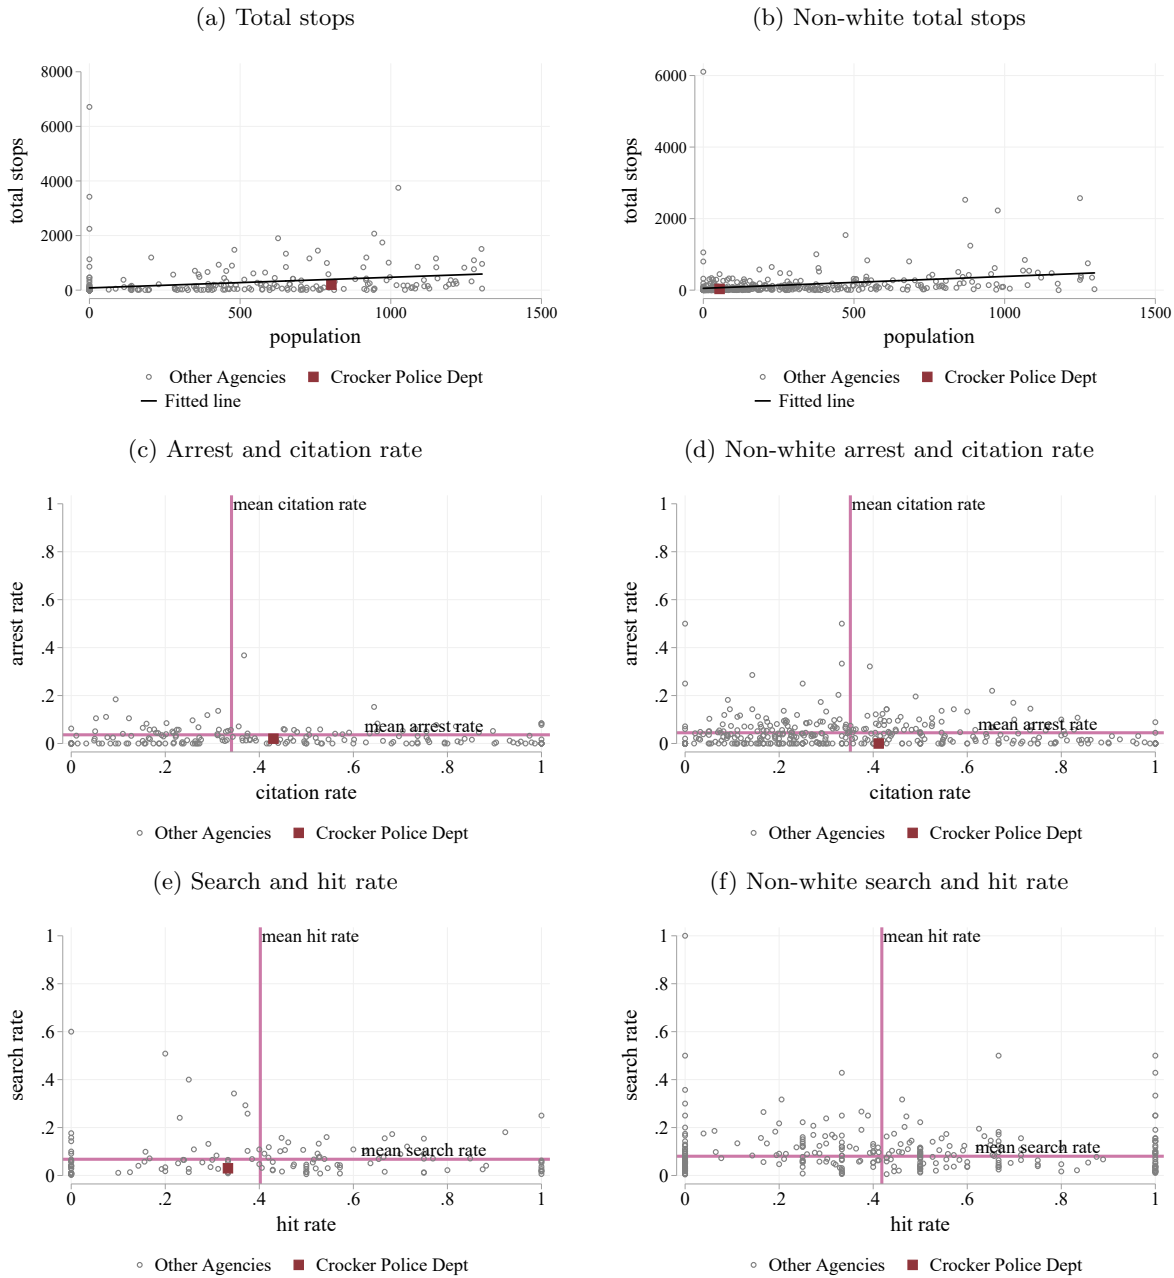 (a) Total stops
8000
6000
4000
2000
0
total stops
0 500 1000 1500
population
Other Agencies Crocker Police Dept
Fitted line
(b) Non-white total stops
6000
4000
2000
0
total stops
0 500 1000 1500
population
Other Agencies Crocker Police Dept
Fitted line
(c) Arrest and citation rate
1
.8
.6
.4
.2
0
arrest rate
mean citation rate
mean arrest rate
0 .2 .4 .6 .8 1
citation rate
Other Agencies Crocker Police Dept
(d) Non-white arrest and citation rate
1
.8
.6
.4
.2
0
arrest rate
mean citation rate
mean arrest rate
0 .2 .4 .6 .8 1
citation rate
Other Agencies Crocker Police Dept
(e) Search and hit rate
1
.8
.6
.4
.2
0
search rate
mean hit rate
mean search rate
0 .2 .4 .6 .8 1
hit rate
Other Agencies Crocker Police Dept
(f) Non-white search and hit rate
1
.8
.6
.4
.2
0
search rate
mean hit rate
mean search rate
0 .2 .4 .6 .8 1
hit rate
Other Agencies Crocker Police Dept